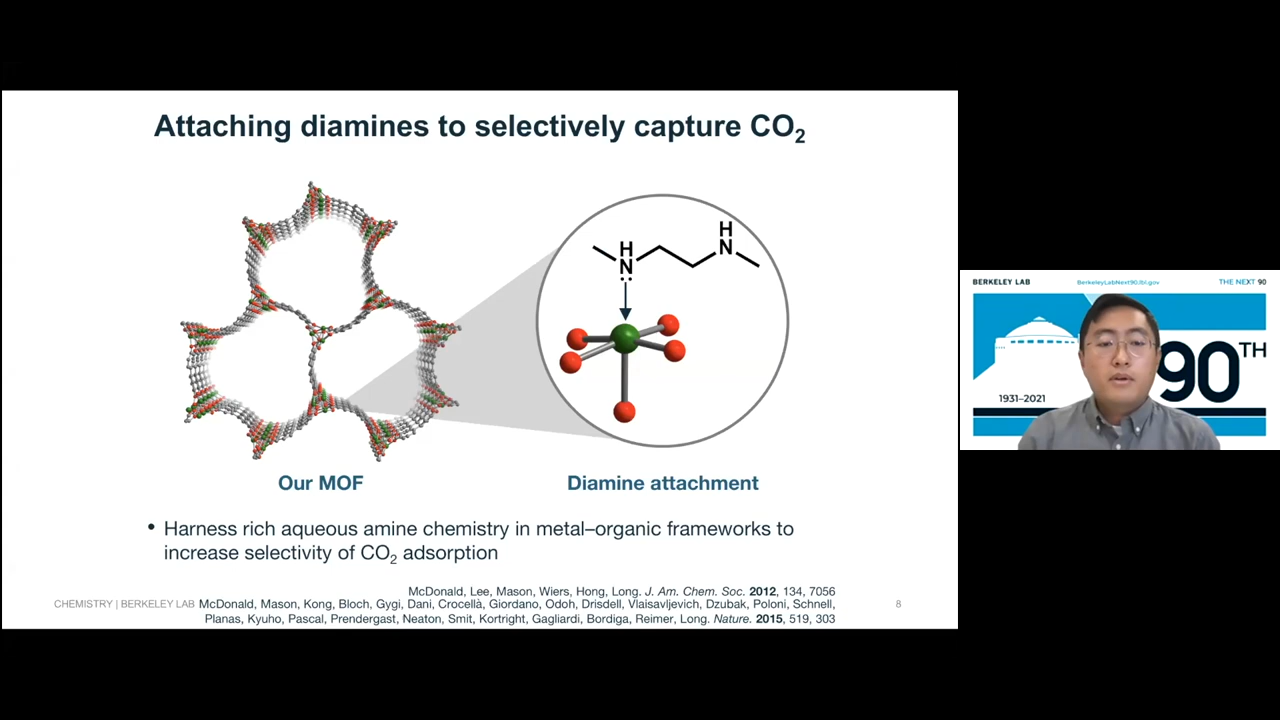 Attaching diamines to selectively capture CO₂
H
N
H
N
Our MOF
Diamine attachment
• Harness rich aqueous amine chemistry in metal–organic frameworks to
increase selectivity of CO₂ adsorption
McDonald, Lee, Mason, Wiers, Hong, Long. J. Am. Chem. Soc. 2012, 134, 7056
CHEMISTRY | BERKELEY LAB
McDonald, Mason, Kong, Bloch, Gygi, Dani, Crocellà, Giordano, Odoh, Drisdell, Vlaisavljevich, Dzubak, Poloni, Schnell,
Planas, Kyuho, Pascal, Prendergast, Neaton, Smit, Kortright, Gagliardi, Bordiga, Reimer, Long. Nature. 2015, 519, 303
8
BERKELEY LAB
BerkeleyLabNext90.lbl.gov
THE NEXT 90
90TH
1931–2021